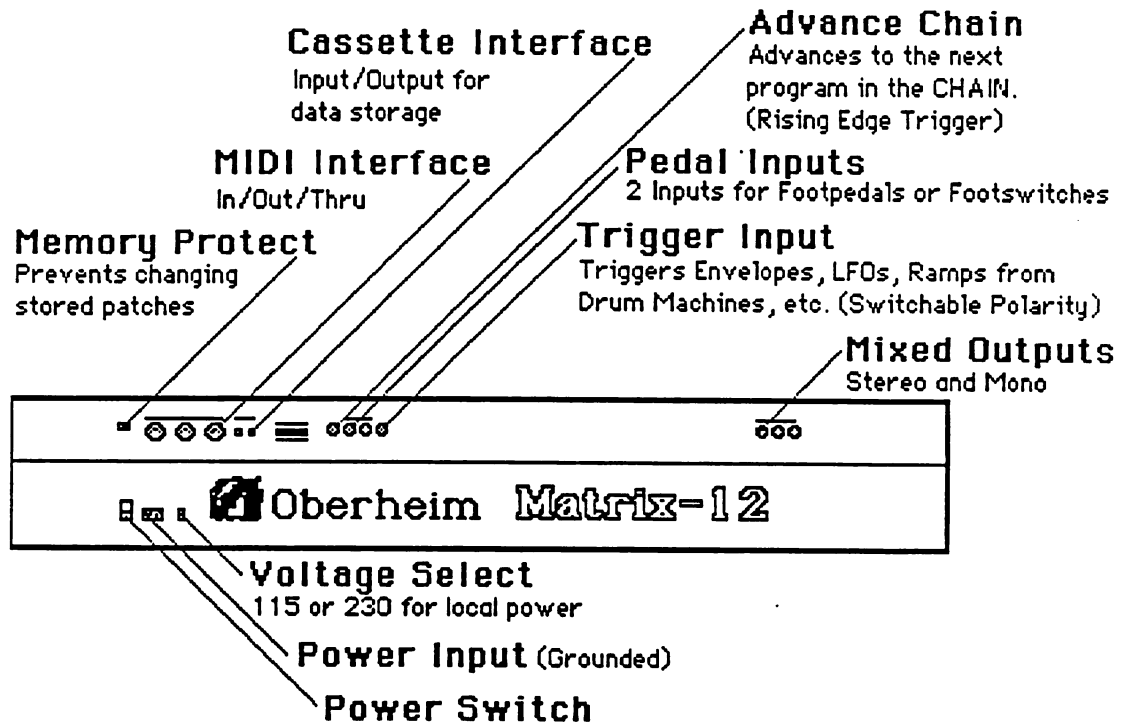 Advance Chain
Advances to the next
program in the CHAIN.
(Rising Edge Trigger)
Cassette Interface
Input/Output for
data storage
MIDI Interface
In/Out/Thru
Pedal Inputs
2 Inputs for Footpedals or Footswitches
Memory Protect
Prevents changing
stored patches
Trigger Input
Triggers Envelopes, LFOs, Ramps from
Drum Machines, etc. (Switchable Polarity)
Mixed Outputs
Stereo and Mono
Oberheim Matrix-12
Voltage Select
115 or 230 for local power
Power Input (Grounded)
Power Switch